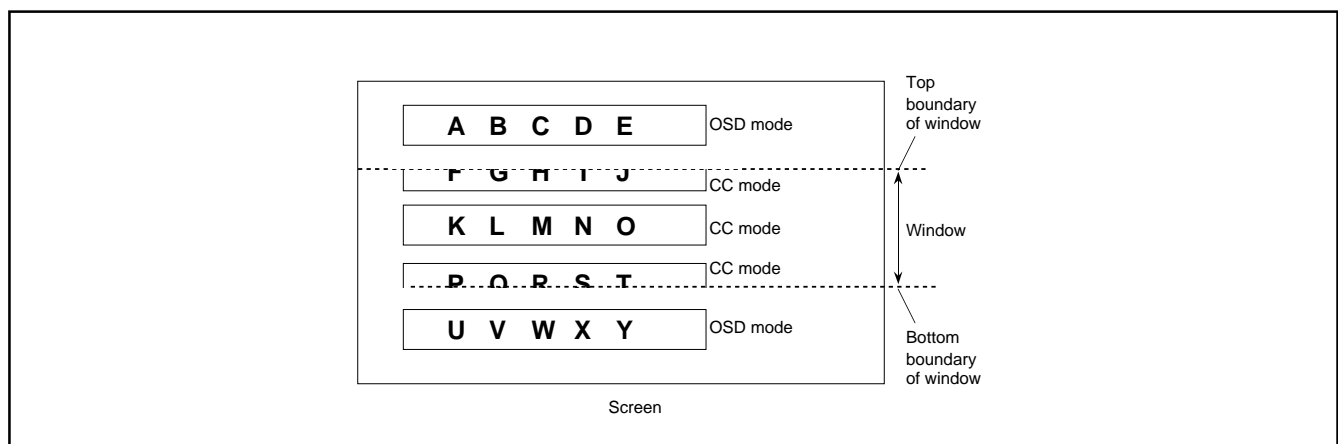 Top
boundary
of window
A B C D E OSD mode
F G H I J CC mode
K L M N O CC mode
Window
P Q R S T CC mode
U V W X Y OSD mode
Bottom
boundary
of window
Screen